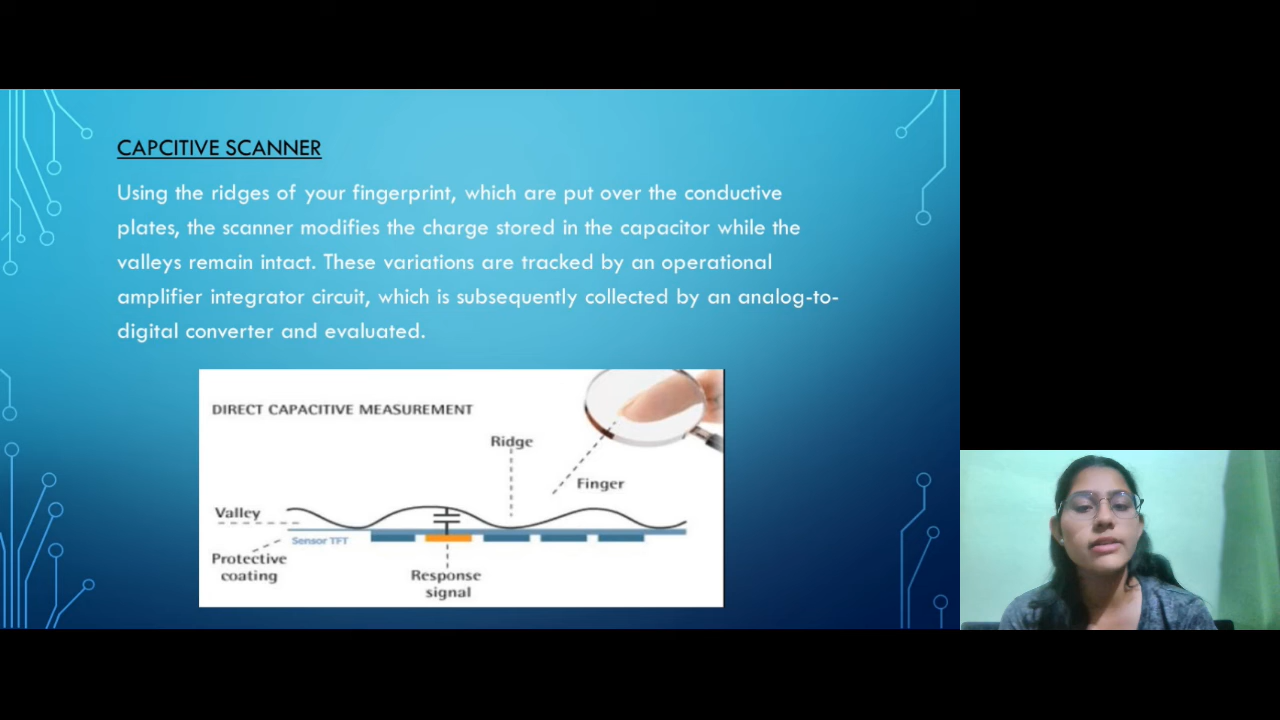 CAPCITIVE SCANNER
Using the ridges of your fingerprint, which are put over the conductive
plates, the scanner modifies the charge stored in the capacitor while the
valleys remain intact. These variations are tracked by an operational
amplifier integrator circuit, which is subsequently collected by an analog-to-
digital converter and evaluated.
DIRECT CAPACITIVE MEASUREMENT
Ridge
Finger
Valley
Sensor TFT
Protective
coating
Response
signal